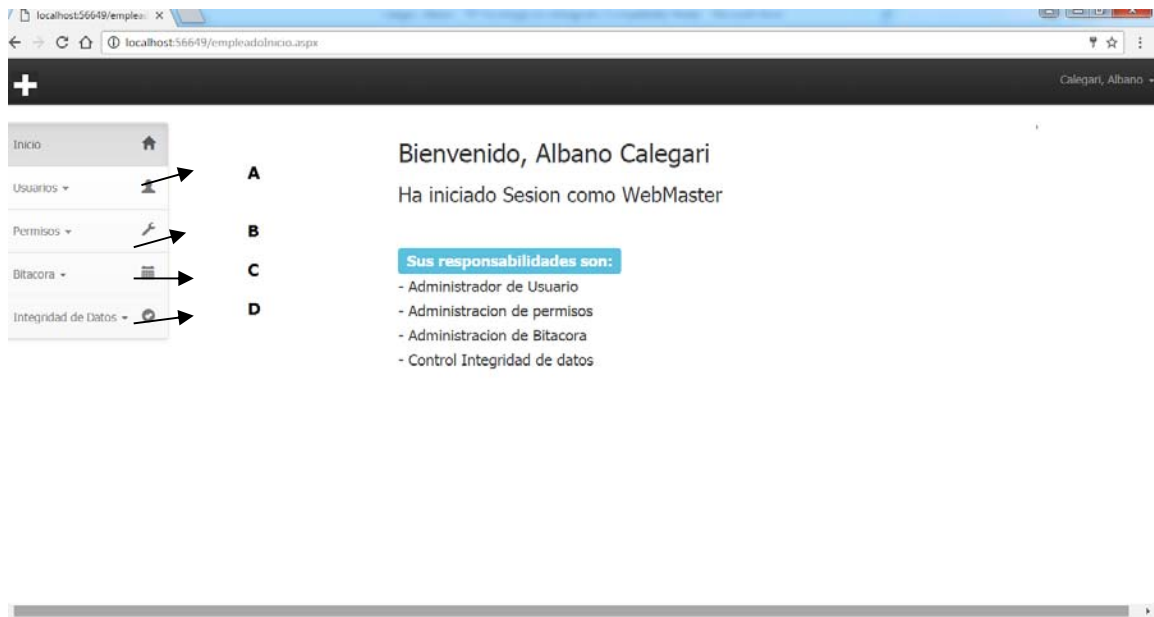 localhost:56649/emplea
localhost:56649/empleadoInicio.aspx
Calegari, Albano
Inicio
Usuarios
A
Permisos
B
Bitacora
C
Integridad de Datos
D
Bienvenido, Albano Calegari
Ha iniciado Sesion como WebMaster
Sus responsabilidades son:
- Administrador de Usuario
- Administracion de permisos
- Administracion de Bitacora
- Control Integridad de datos